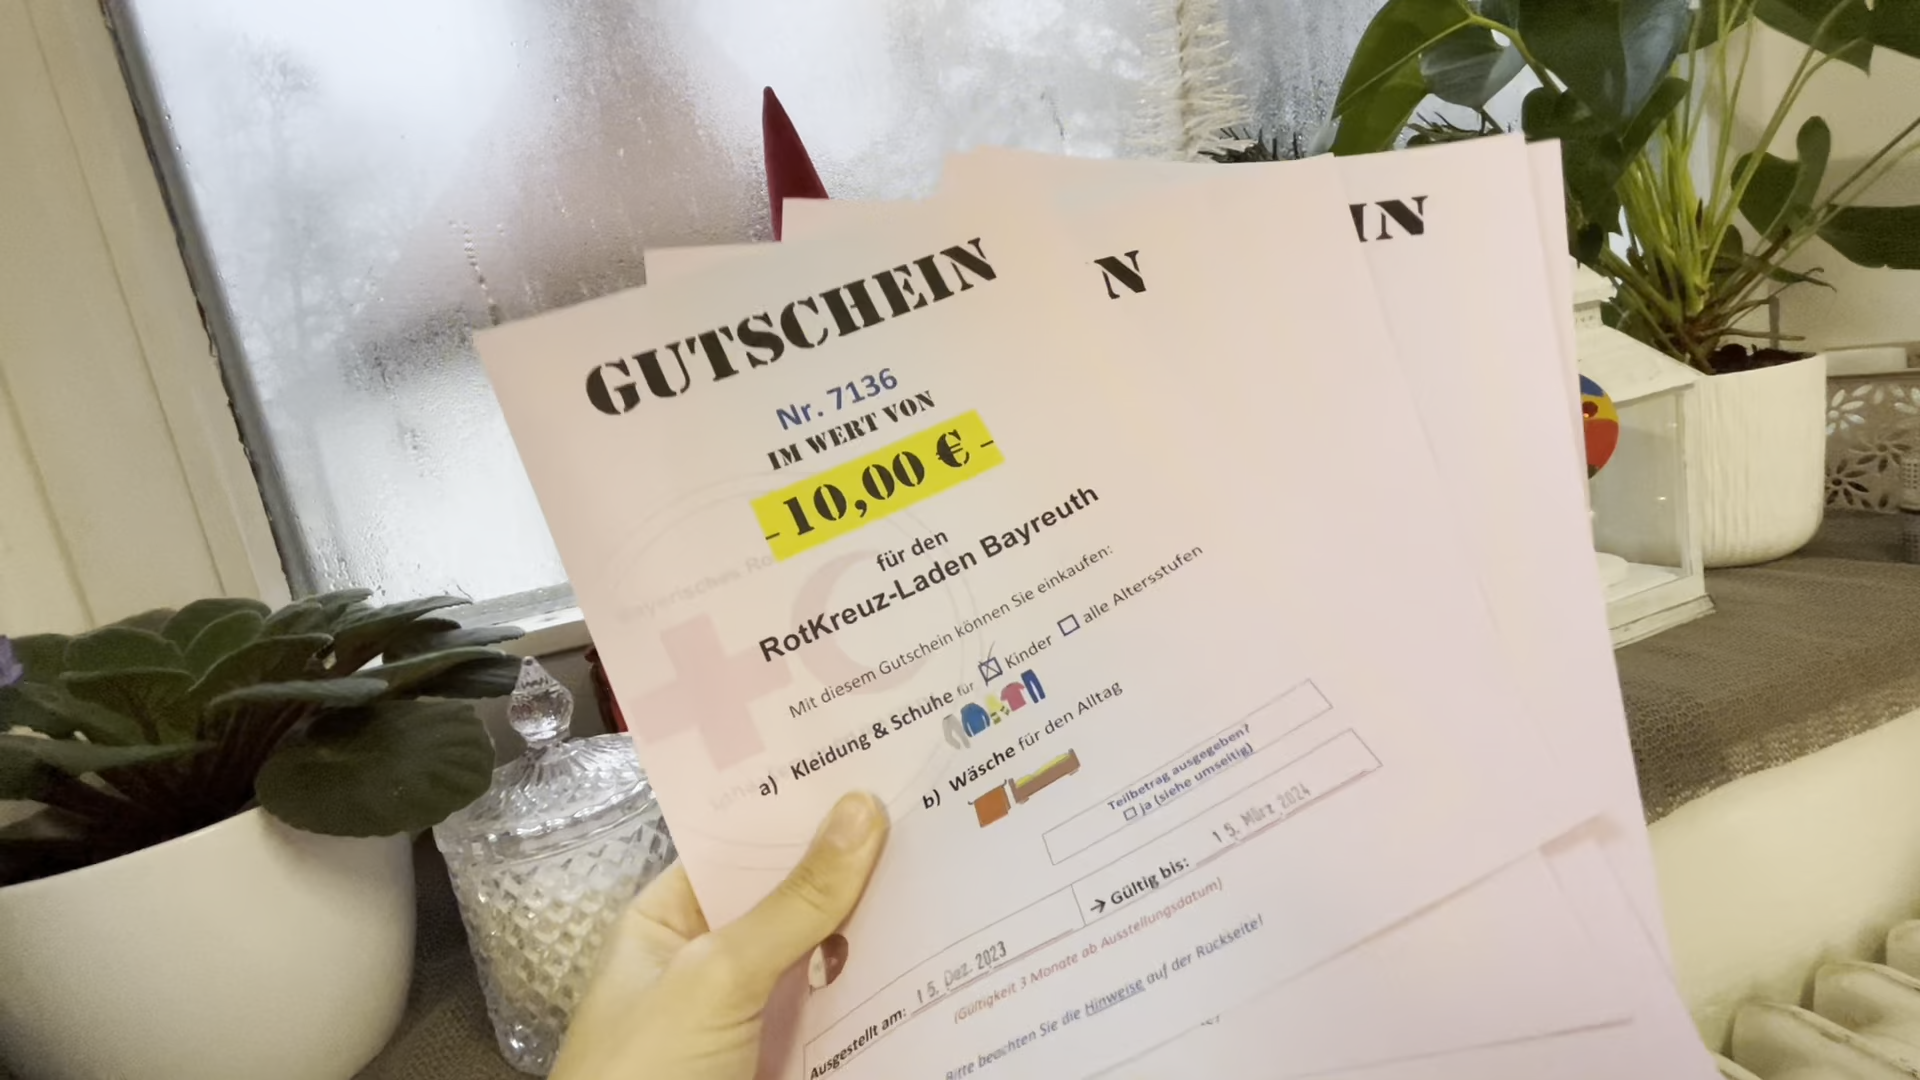 GUTSCHEIN
N
IN
Nr. 7136
IM WERT VON
- 10,00 € -
für den
RotKreuz-Laden Bayreuth
Mit diesem Gutschein können Sie einkaufen:
a) Kleidung & Schuhe für ☒ Kinder ☐ alle Altersstufen
b) Wäsche für den Alltag
Teilbetrag ausgegeben?
☐ ja (siehe umseitig)
Ausgestellt am: 15. Dez. 2023
→ Gültig bis: 15. März 2024
(Gültigkeit 3 Monate ab Ausstellungsdatum)
Bitte beachten Sie die Hinweise auf der Rückseite!
Bayerisches